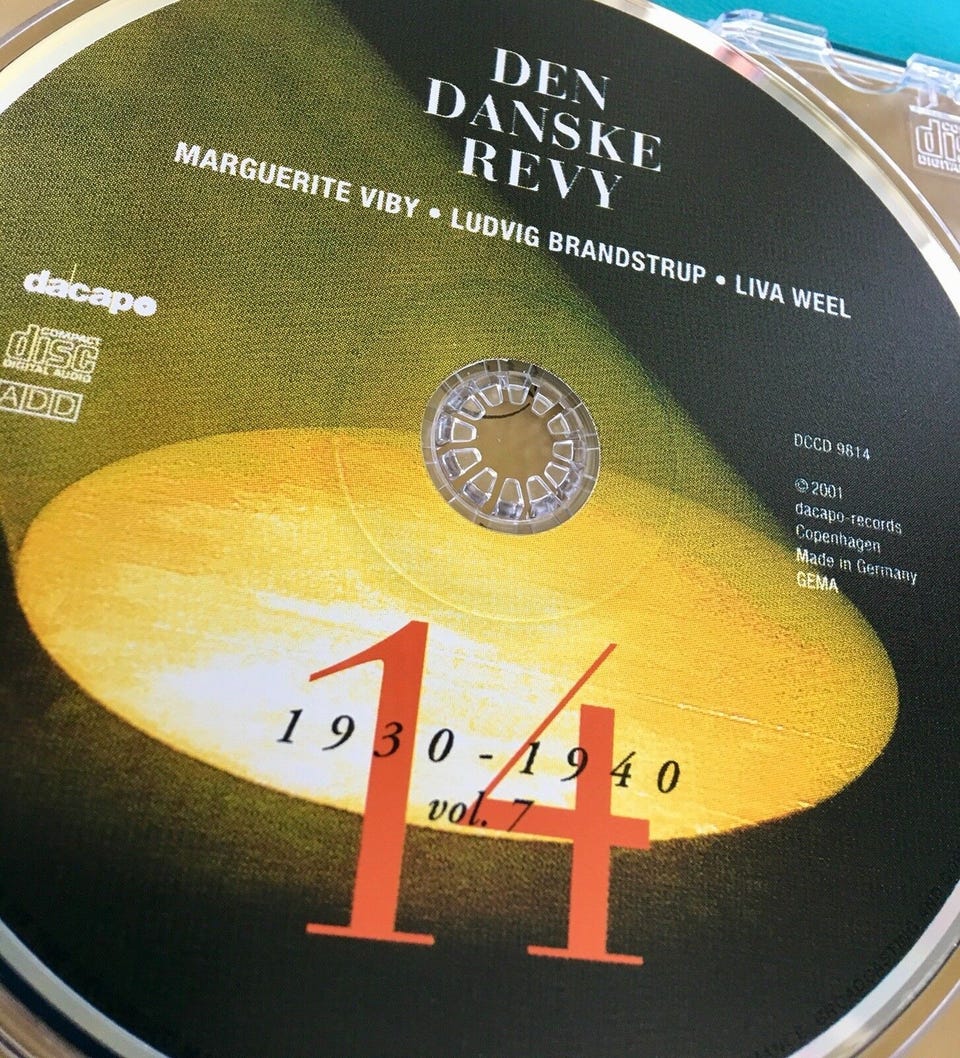 DEN
DANSKE
REVY
MARGUERITE VIBY • LUDVIG BRANDSTRUP • LIVA WEEL
dacapo
COMPACT
disc
DIGITAL AUDIO
ADD
DCCD 9814
© 2001
dacapo-records
Copenhagen
Made in Germany
GEMA
14
1930-1940
vol. 7